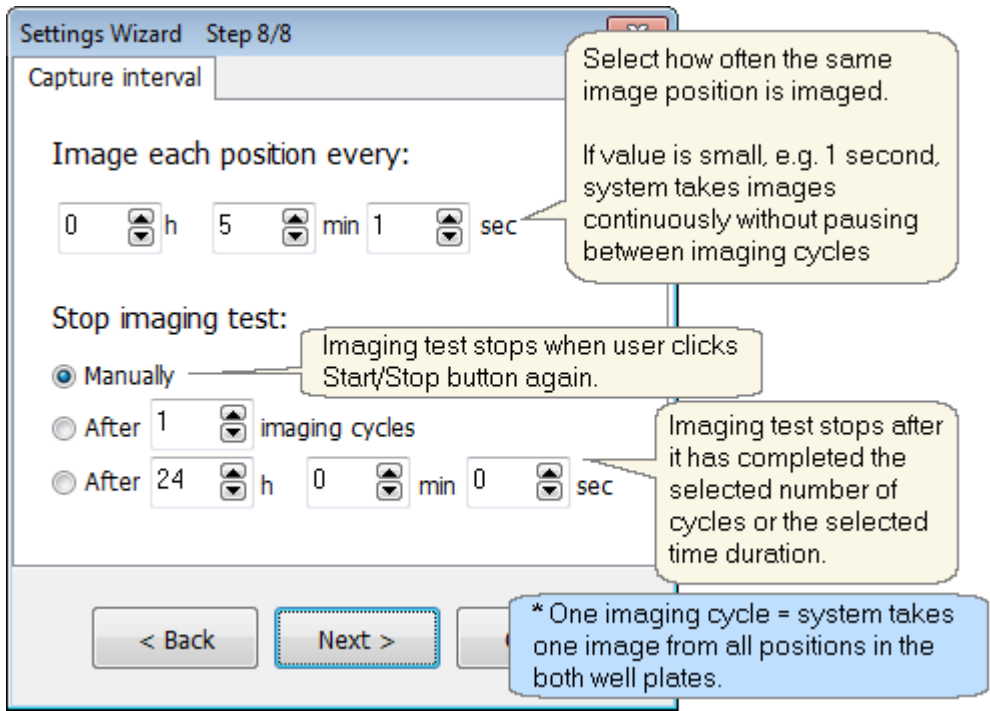 Settings Wizard Step 8/8
Capture interval
Select how often the same
image position is imaged.
If value is small, e.g. 1 second,
system takes images
continuously without pausing
between imaging cycles
Image each position every:
0 h 5 min 1 sec
Stop imaging test:
Imaging test stops when user clicks
Start/Stop button again.
Manually
After 1 imaging cycles
After 24 h 0 min 0 sec
Imaging test stops after
it has completed the
selected number of
cycles or the selected
time duration.
< Back Next >
* One imaging cycle = system takes
one image from all positions in the
both well plates.